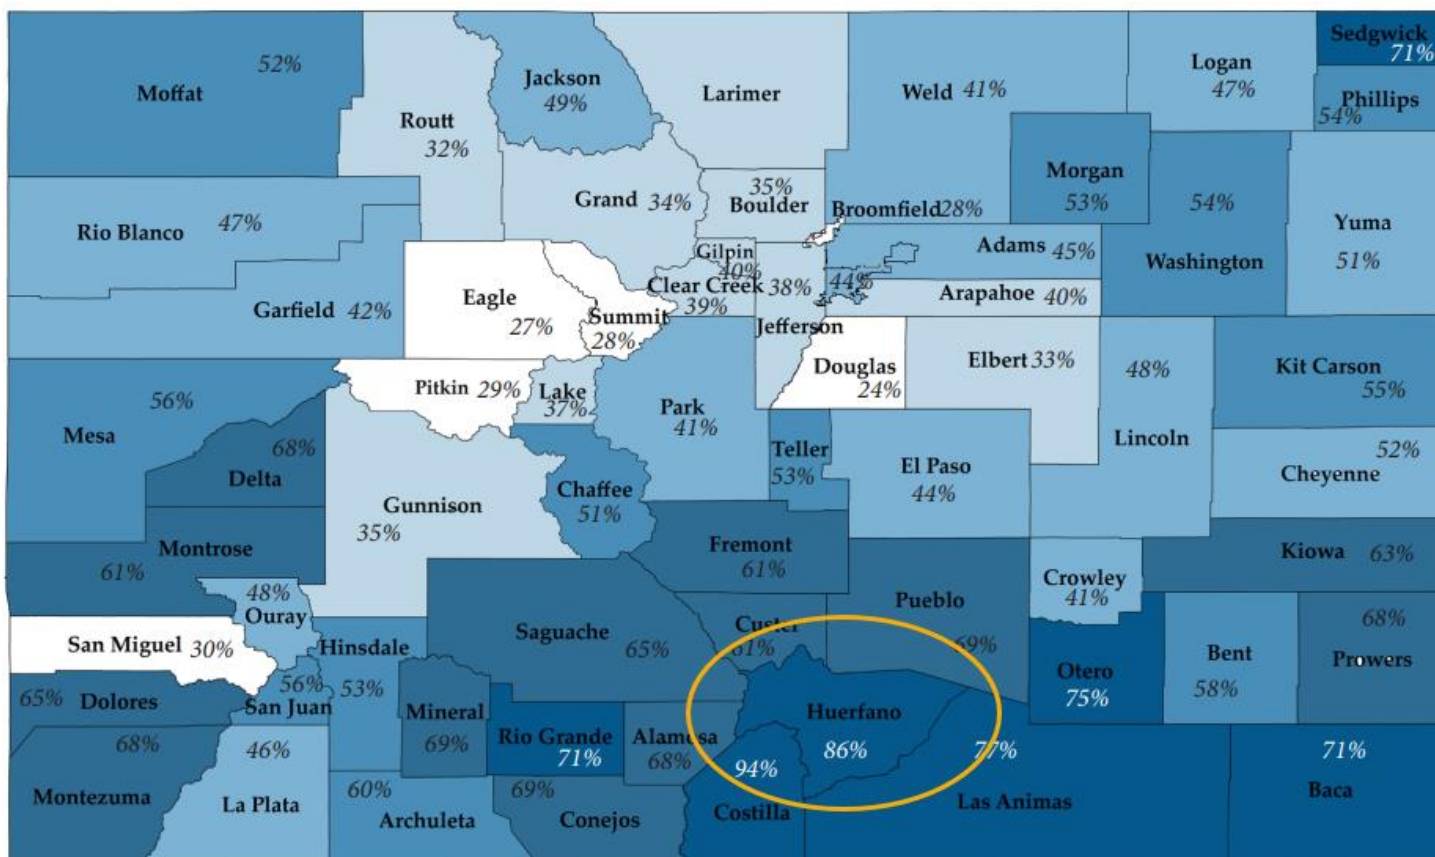 Moffat
52%
Jackson
49%
Larimer
Weld 41%
Logan
47%
Sedgwick
71%
Phillips
54%
Routt
32%
Morgan
53%
54%
Washington
Yuma
51%
Rio Blanco
47%
Grand 34%
35%
Boulder
Broomfield 28%
Adams 45%
Gilpin
40%
Clear Creek
39%
38%
Jefferson
44%
Arapahoe 40%
Garfield 42%
Eagle
27%
Summit
28%
Pitkin 29%
Lake
37%
Park
41%
Douglas
24%
Elbert 33%
48%
Lincoln
Kit Carson
55%
56%
Mesa
68%
Delta
Gunnison
35%
Chaffee
51%
Teller
53%
El Paso
44%
52%
Cheyenne
Montrose
61%
Fremont
61%
Kiowa 63%
48%
Ouray
Crowley
41%
Pueblo
69%
San Miguel 30%
Hinsdale
53%
Saguache
65%
Custer
61%
Otero
75%
Bent
58%
68%
Prowers
65% Dolores
56%
San Juan
Mineral
69%
Rio Grande
71%
Alamosa
68%
Huerfano
86%
68%
Montezuma
46%
La Plata
60%
Archuleta
69%
Conejos
94%
Costilla
77%
Las Animas
71%
Baca